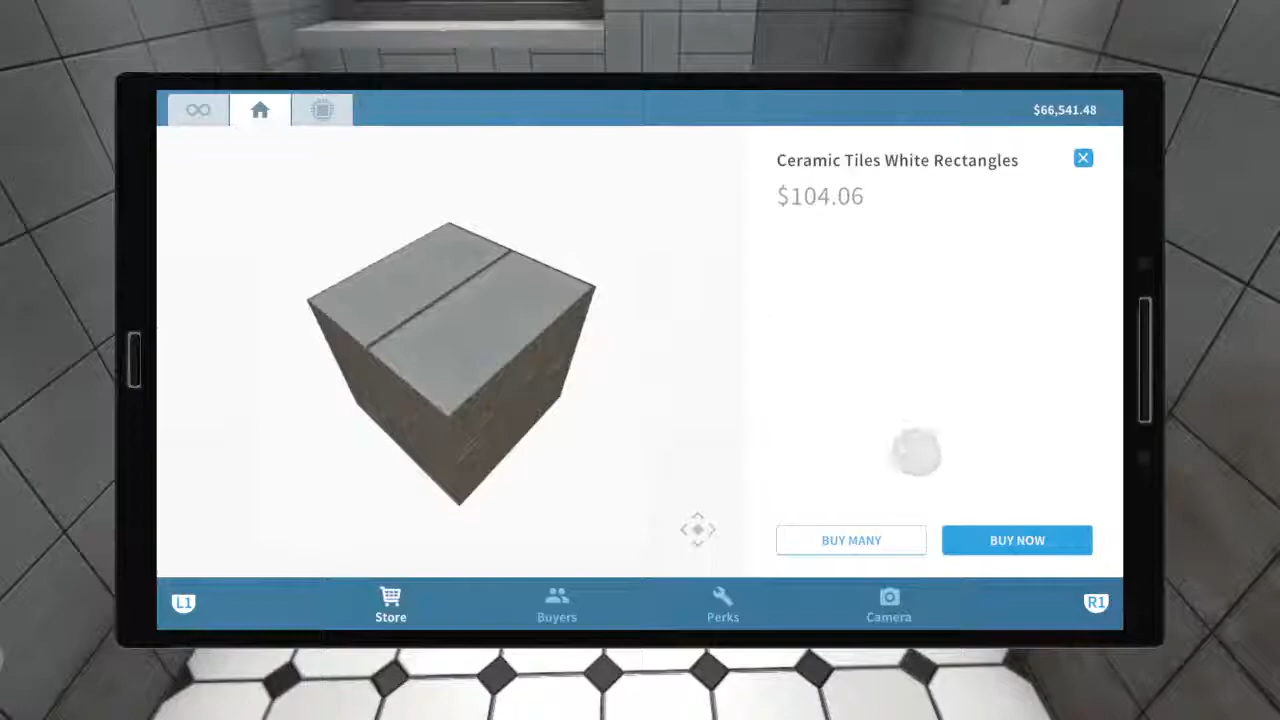 $66,541.48
Ceramic Tiles White Rectangles
$104.06
BUY MANY
BUY NOW
L1
Store
Buyers
Perks
Camera
R1